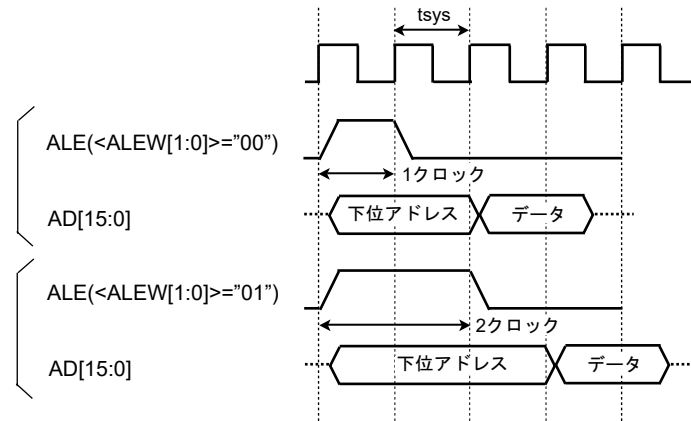 tsys
ALE(<ALEW[1:0]>="00")
1クロック
AD[15:0]
下位アドレス
データ
ALE(<ALEW[1:0]>="01")
2クロック
AD[15:0]
下位アドレス
データ